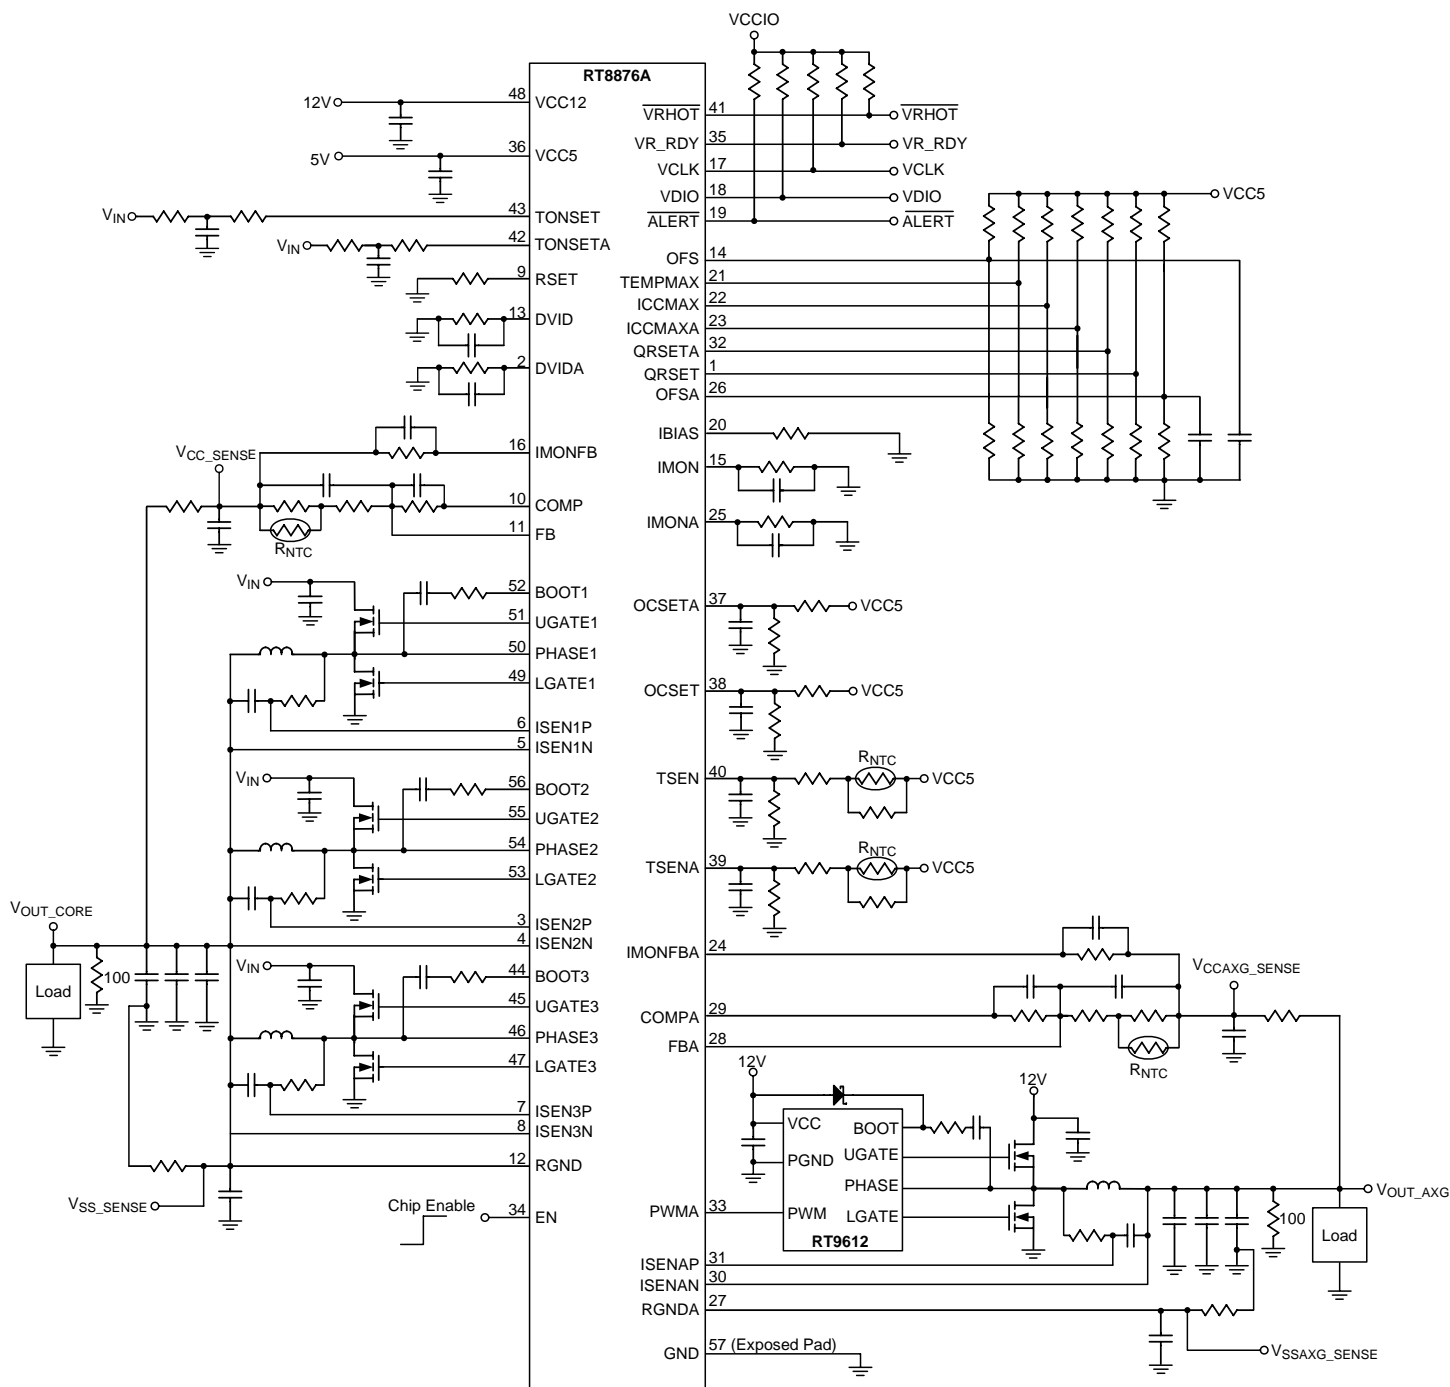 VCCIO
RT8876A
12V
48
VCC12
5V
36
VCC5
VIN
43
TONSET
VIN
42
TONSETA
9
RSET
13
DVID
2
DVIDA
VCC_SENSE
16
IMONFB
10
COMP
11
FB
RNTC
VIN
52
BOOT1
51
UGATE1
50
PHASE1
49
LGATE1
6
ISEN1P
5
ISEN1N
VIN
56
BOOT2
55
UGATE2
54
PHASE2
53
LGATE2
VOUT_CORE
3
ISEN2P
4
ISEN2N
Load
100
VIN
44
BOOT3
45
UGATE3
46
PHASE3
47
LGATE3
7
ISEN3P
8
ISEN3N
12
RGND
VSS_SENSE
Chip Enable
34
EN
VRHOT
41
VRHOT
VR_RDY
35
VR_RDY
VCLK
17
VCLK
VDIO
18
VDIO
ALERT
19
ALERT
VCC5
OFS
14
TEMPMAX
21
ICCMAX
22
ICCMAXA
23
QRSETA
32
QRSET
1
OFSA
26
IBIAS
20
IMON
15
IMONA
25
OCSETA
37
VCC5
OCSET
38
VCC5
TSEN
40
RNTC
VCC5
TSENA
39
RNTC
VCC5
IMONFBA
24
VCCAXG_SENSE
COMPA
29
FBA
28
RNTC
12V
12V
VCC
BOOT
PGND
UGATE
PHASE
PWMA
33
PWM
LGATE
RT9612
VOUT_AXG
100
Load
ISENAP
31
ISENAN
30
RGNDA
27
VSSAXG_SENSE
GND
57 (Exposed Pad)